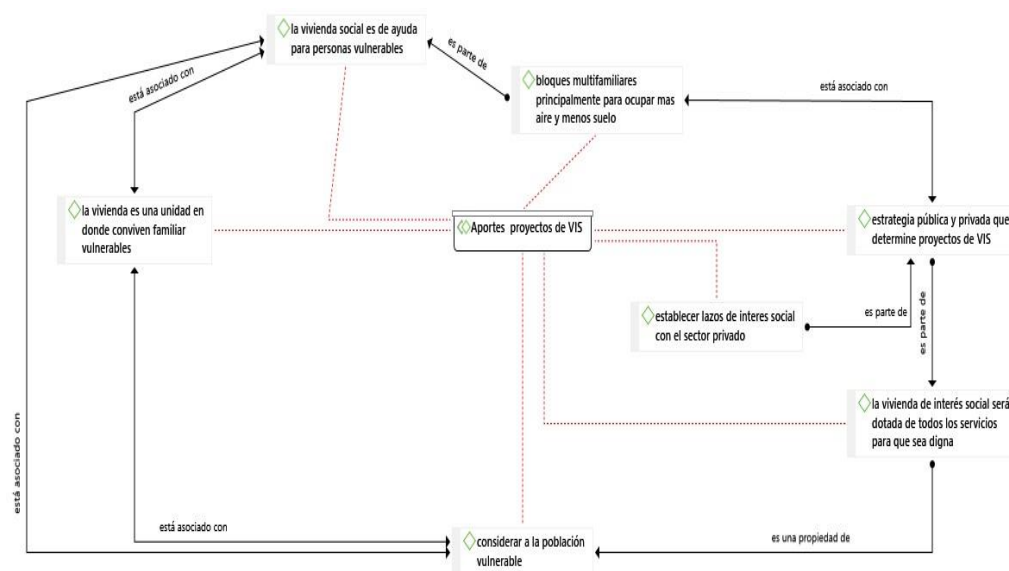 la vivienda social es de ayuda
para personas vulnerables
es parte de
bloques multifamiliares
principalmente para ocupar mas
aire y menos suelo
está asociado con
está asociado con
la vivienda es una unidad en
donde conviven familiar
vulnerables
Aportes proyectos de VIS
estrategia pública y privada que
determine proyectos de VIS
establecer lazos de interes social
con el sector privado
es parte de
es parte de
la vivienda de interés social será
dotada de todos los servicios
para que sea digna
está asociado con
está asociado con
considerar a la población
vulnerable
es una propiedad de